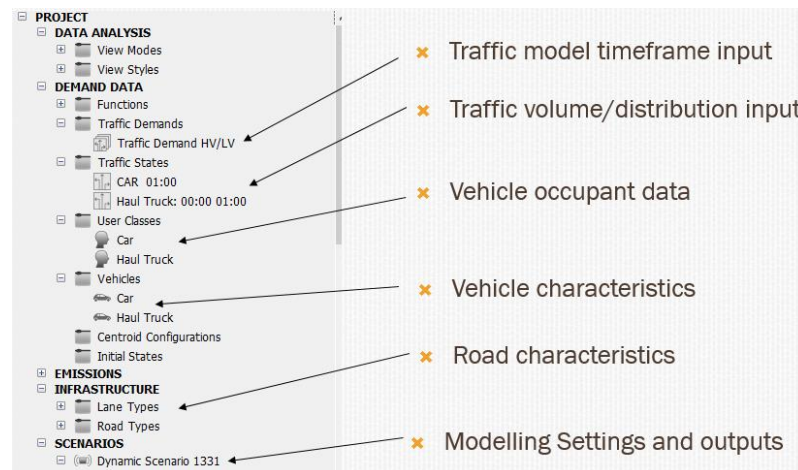 PROJECT
DATA ANALYSIS
View Modes
View Styles
DEMAND DATA
Functions
Traffic Demands
Traffic Demand HV/LV
Traffic States
CAR 01:00
Haul Truck: 00:00 01:00
User Classes
Car
Haul Truck
Vehicles
Car
Haul Truck
Centroid Configurations
Initial States
EMISSIONS
INFRASTRUCTURE
Lane Types
Road Types
SCENARIOS
Dynamic Scenario 1331
Traffic model timeframe input
Traffic volume/distribution input
Vehicle occupant data
Vehicle characteristics
Road characteristics
Modelling Settings and outputs